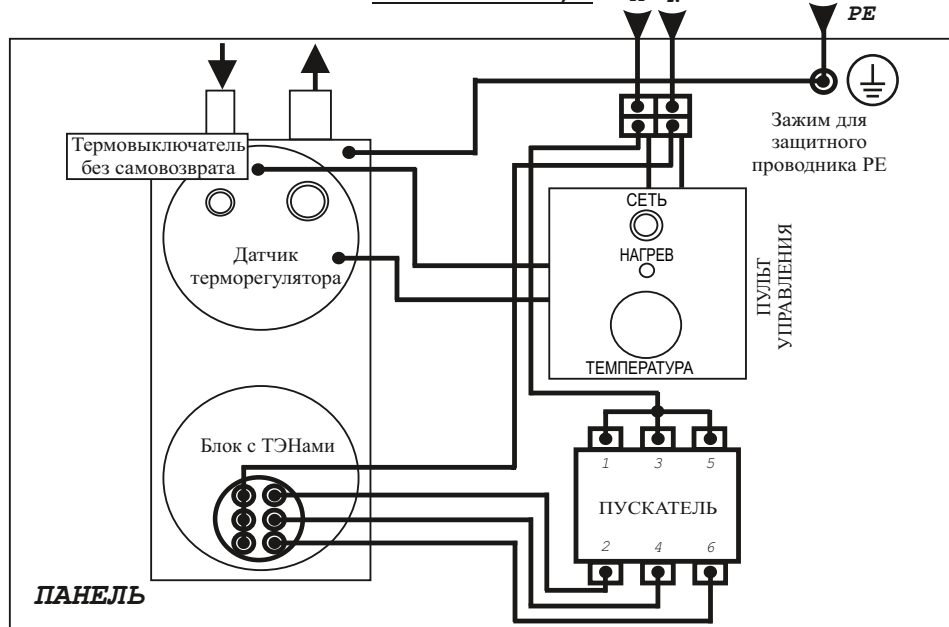 PE
Термовыключатель
без самовозврата
Зажим для
защитного
проводника PE
СЕТЬ
НАГРЕВ
ТЕМПЕРАТУРА
ПУЛЬТ
УПРАВЛЕНИЯ
Датчик
терморегулятора
Блок с ТЭНами
1 3 5
ПУСКАТЕЛЬ
2 4 6
ПАНЕЛЬ